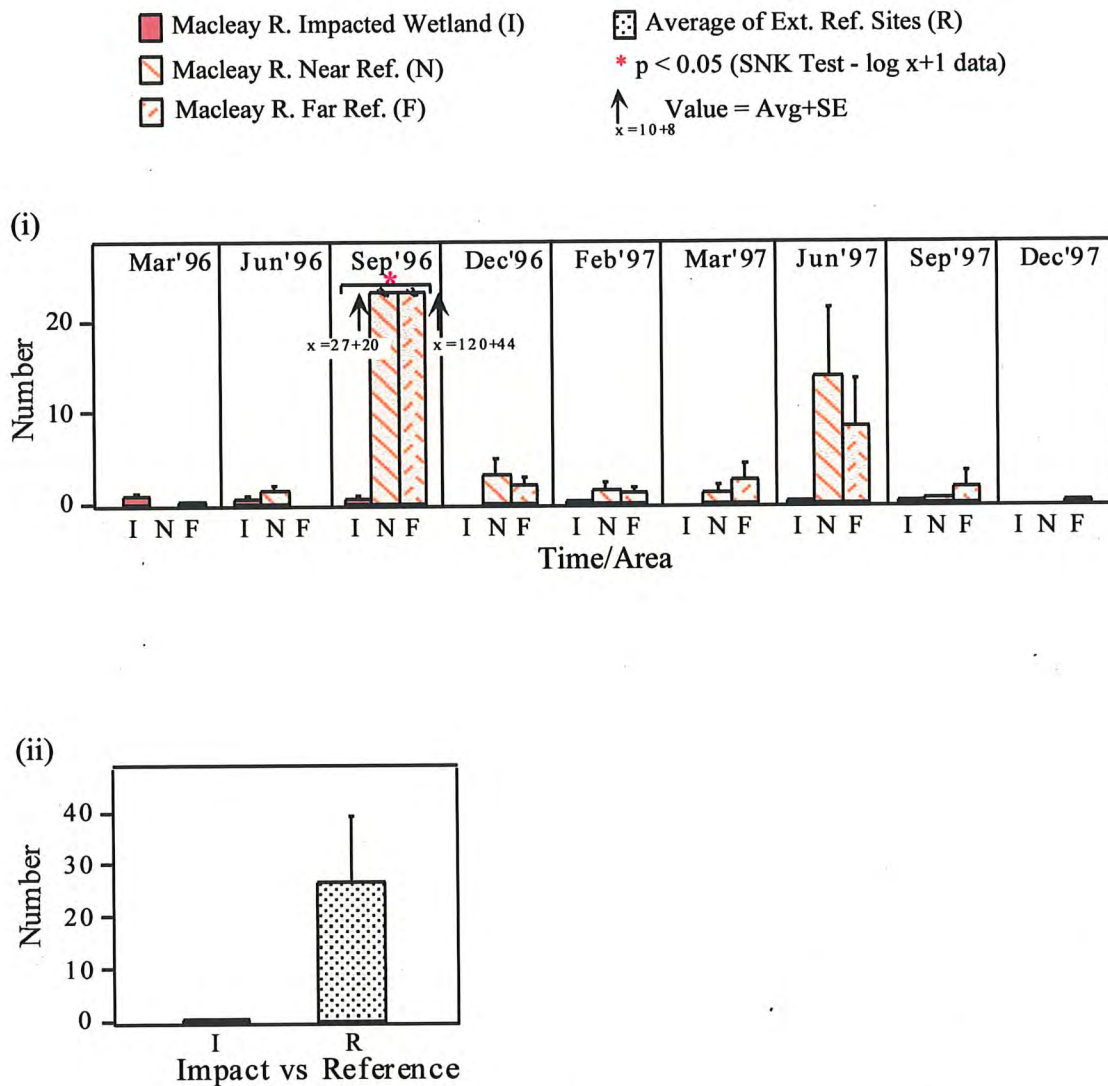 Macleay R. Impacted Wetland (I)
Macleay R. Near Ref. (N)
Macleay R. Far Ref. (F)
Average of Ext. Ref. Sites (R)
* p < 0.05 (SNK Test - log x+1 data)
Value = Avg+SE
x=10+8
(i)
Mar'96 Jun'96 Sep'96 Dec'96 Feb'97 Mar'97 Jun'97 Sep'97 Dec'97
*
x=27+20 x=120+44
20
10
0
Number
I N F I N F I N F I N F I N F I N F I N F I N F I N F
Time/Area
(ii)
40
30
20
10
0
Number
I R
Impact vs Reference